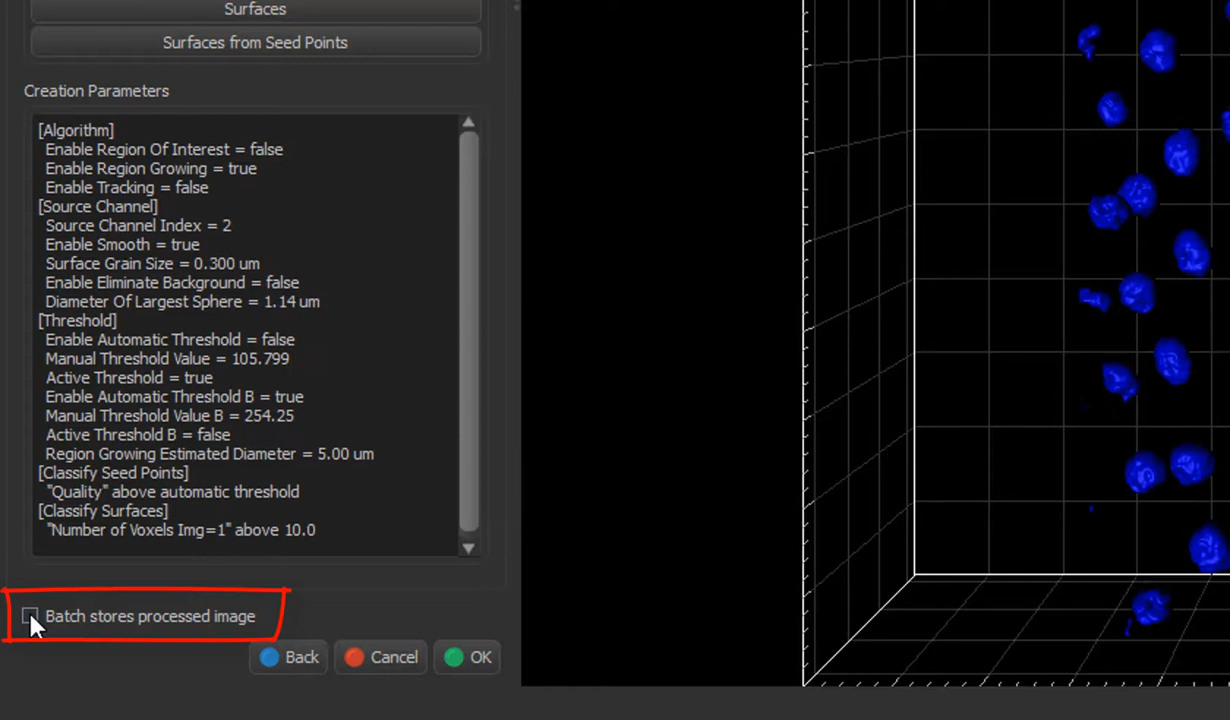 Surfaces
Surfaces from Seed Points
Creation Parameters
[Algorithm]
Enable Region Of Interest = false
Enable Region Growing = true
Enable Tracking = false
[Source Channel]
Source Channel Index = 2
Enable Smooth = true
Surface Grain Size = 0.300 um
Enable Eliminate Background = false
Diameter Of Largest Sphere = 1.14 um
[Threshold]
Enable Automatic Threshold = false
Manual Threshold Value = 105.799
Active Threshold = true
Enable Automatic Threshold B = true
Manual Threshold Value B = 254.25
Active Threshold B = false
Region Growing Estimated Diameter = 5.00 um
[Classify Seed Points]
"Quality" above automatic threshold
[Classify Surfaces]
"Number of Voxels Img=1" above 10.0
Batch stores processed image
Back Cancel OK